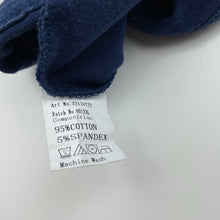 Art No.
Batch No.
Composition:
95%COTTON
5%SPANDEX
Machine Wash